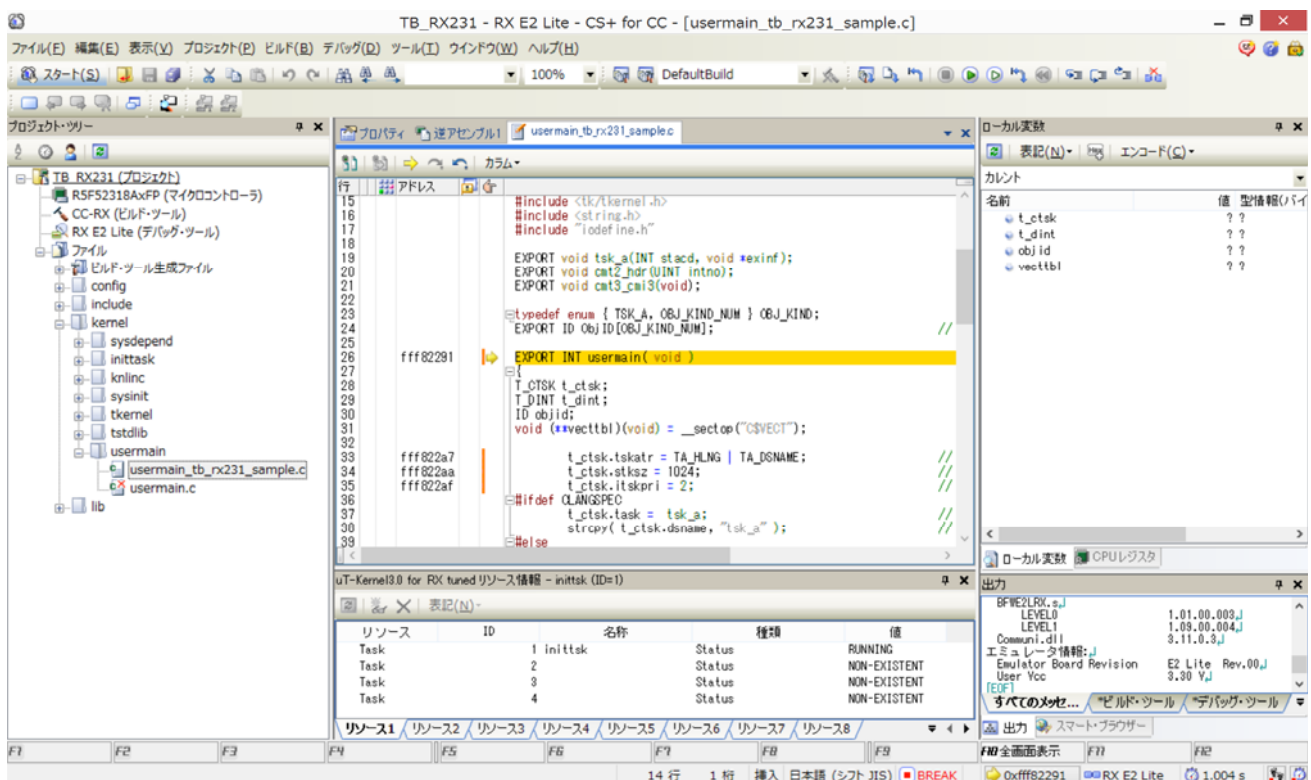 TB_RX231 - RX E2 Lite - CS+ for CC - [usermain_tb_rx231_sample.c]
ファイル(F) 編集(E) 表示(V) プロジェクト(P) ビルド(B) デバッグ(D) ツール(T) ウインドウ(W) ヘルプ(H)
スタート(S) 100% DefaultBuild
プロジェクト・ツリー
TB_RX231 (プロジェクト)
R5F52318AxFP (マイクロコントローラ)
CC-RX (ビルド・ツール)
RX E2 Lite (デバッグ・ツール)
ファイル
ビルド・ツール生成ファイル
config
include
kernel
sysdepend
inittask
knlinc
sysinit
tkernel
tstdlib
usermain
usermain_tb_rx231_sample.c
usermain.c
lib
プロパティ 逆アセンブル1 usermain_tb_rx231_sample.c
カラム
行 アドレス
15 #include <tk/tkernel.h>
16 #include <string.h>
17 #include "iodefine.h"
18
19 EXPORT void tsk_a(INT stacd, void *exinf);
20 EXPORT void cmt2_hdr(UINT intno);
21 EXPORT void cmt3_cmi3(void);
22
23 typedef enum { TSK_A, OBJ_KIND_NUM } OBJ_KIND;
24 EXPORT ID ObjID[OBJ_KIND_NUM]; //
25
26 fff82291 EXPORT INT usermain( void )
27 {
28 T_CTSK t_ctsk;
29 T_DINT t_dint;
30 ID objid;
31 void (**vecttbl)(void) = __sectop("C$VECT");
32
33 fff822a7 t_ctsk.tskatr = TA_HLNG | TA_DSNAME; //
34 fff822aa t_ctsk.stksz = 1024; //
35 fff822af t_ctsk.itskpri = 2; //
36 #ifdef CLANGSPEC
37 t_ctsk.task = tsk_a; //
38 strcpy( t_ctsk.dsname, "tsk_a" ); //
39 #else
uT-Kernel3.0 for RX tuned リソース情報 - inittsk (ID=1)
表記(N)
リソース ID 名称 種類 値
Task 1 inittsk Status RUNNING
Task 2 Status NON-EXISTENT
Task 3 Status NON-EXISTENT
Task 4 Status NON-EXISTENT
リソース1 リソース2 リソース3 リソース4 リソース5 リソース6 リソース7 リソース8
ローカル変数
表記(N) エンコード(C)
カレント
名前 値 型情報(バイ
t_ctsk ? ?
t_dint ? ?
objid ? ?
vecttbl ? ?
ローカル変数 CPUレジスタ
出力
BFWE2LRX.s
LEVEL0 1.01.00.003
LEVEL1 1.09.00.004
Communi.dll 3.11.0.3
エミュレータ情報:
Emulator Board Revision E2 Lite Rev.00
User Vcc 3.30 V
[EOF]
すべてのメッセ... *ビルド・ツール *デバッグ・ツール
出力 スマート・ブラウザー
F1 F2 F3 F4 F5 F6 F7 F8 F9 F10 全画面表示 F11 F12
14 行 1 桁 挿入 日本語 (シフト JIS) BREAK 0xfff82291 RX E2 Lite 1.004 s